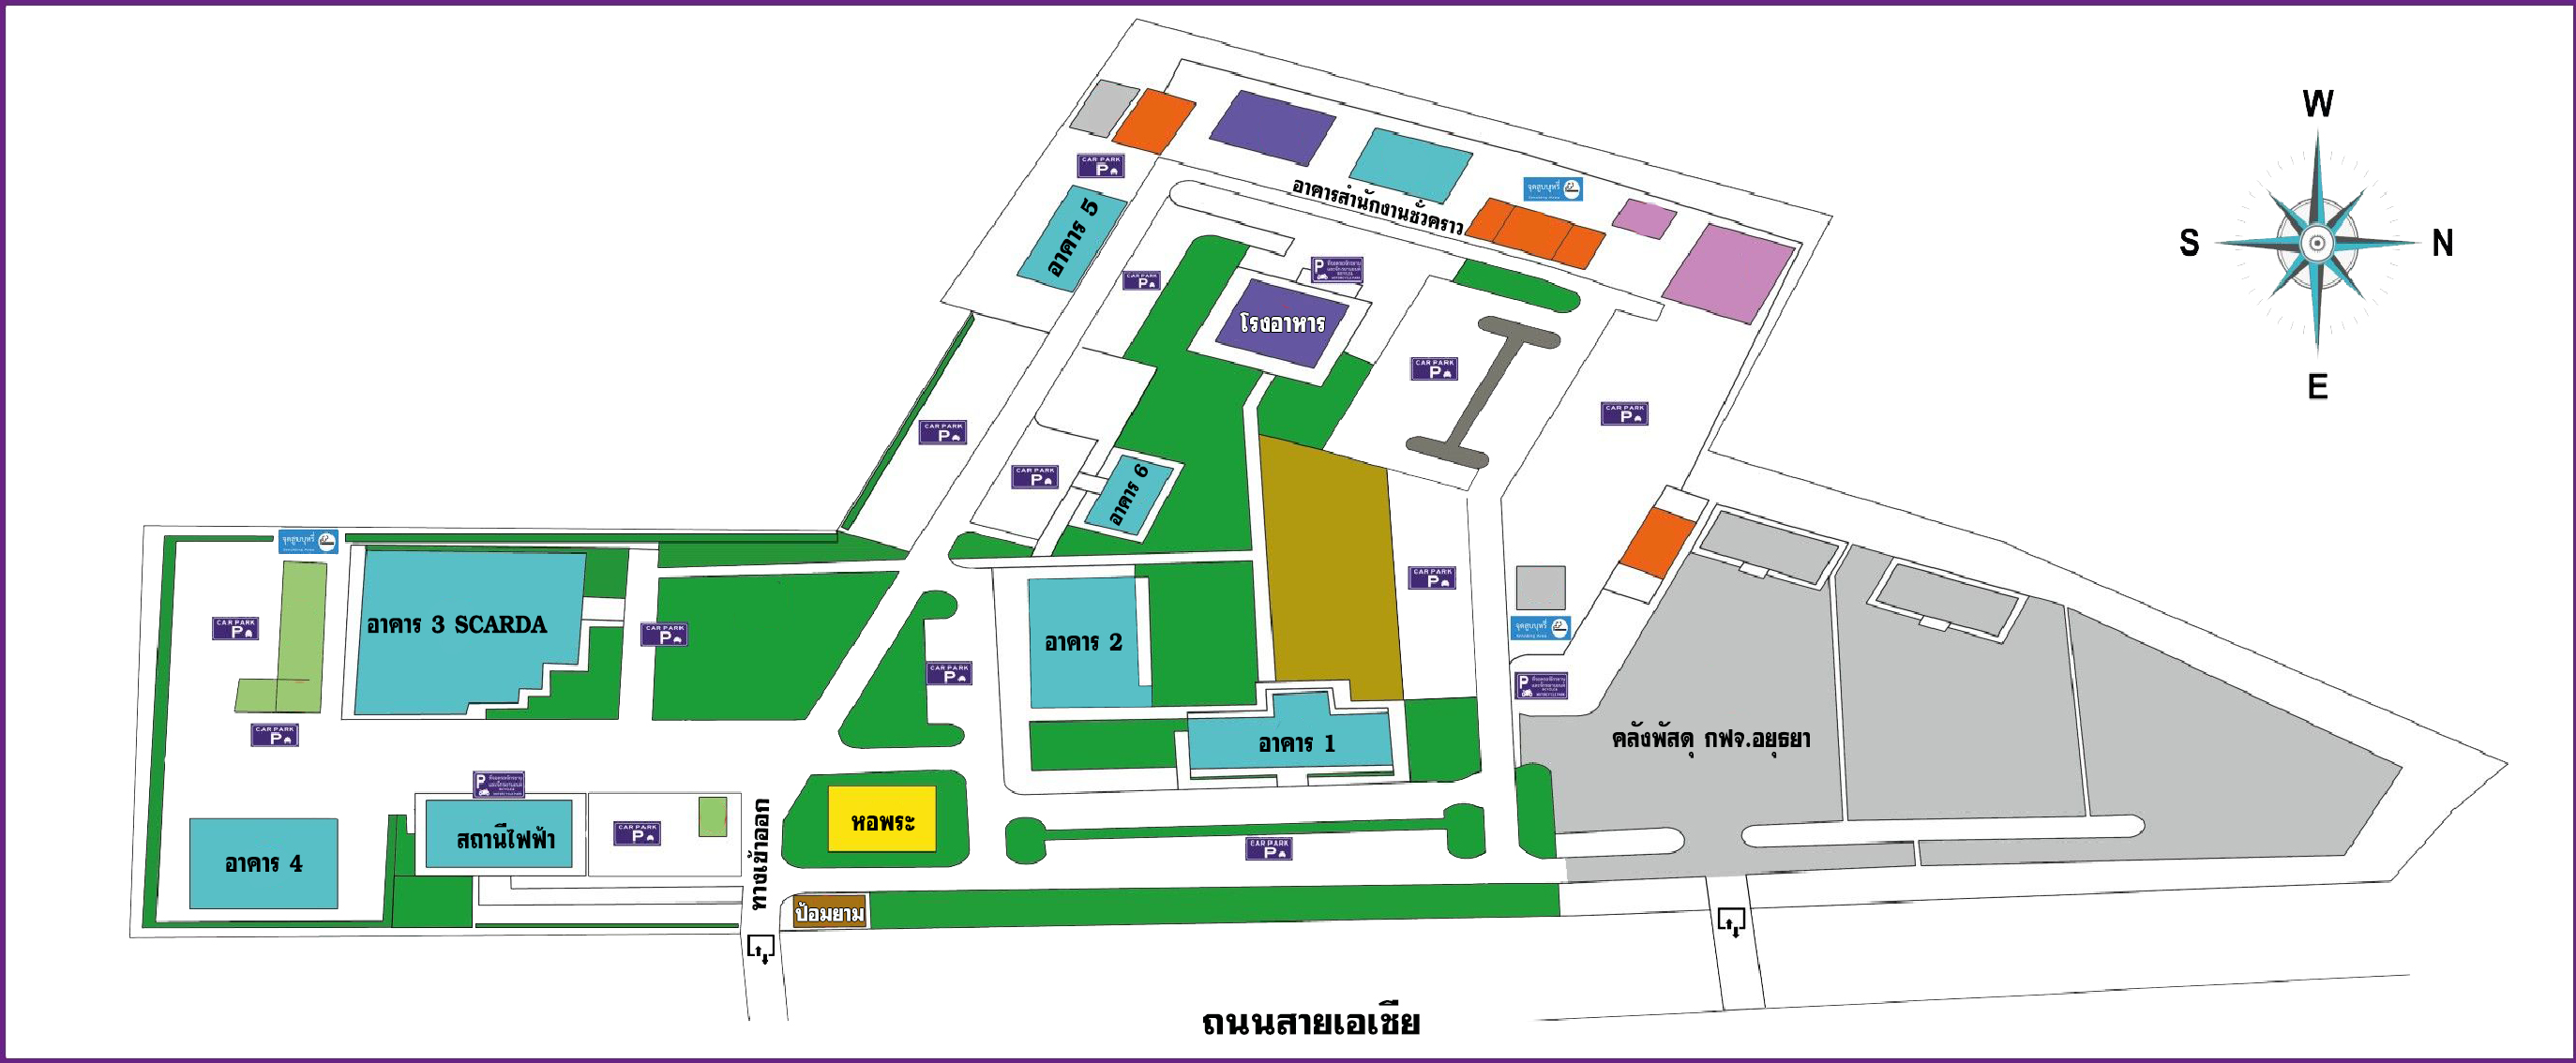 W
CAR PARK
P
จุดสูบบุหรี่
Smoking Area
อาคารสำนักงานชั่วคราว
อาคาร 5
S
N
CAR PARK
P
P
โรงอาหาร
E
CAR PARK
P
CAR PARK
P
CAR PARK
P
CAR PARK
P
อาคาร 6
จุดสูบบุหรี่
Smoking Area
CAR PARK
P
อาคาร 3 SCARDA
CAR PARK
P
CAR PARK
P
อาคาร 2
จุดสูบบุหรี่
Smoking Area
CAR PARK
P
P
CAR PARK
P
อาคาร 1
คลังพัสดุ กฟจ.อยุธยา
P
CAR PARK
P
สถานีไฟฟ้า
ทางเข้าออก
หอพระ
CAR PARK
P
อาคาร 4
ป้อมยาม
ถนนสายเอเชีย